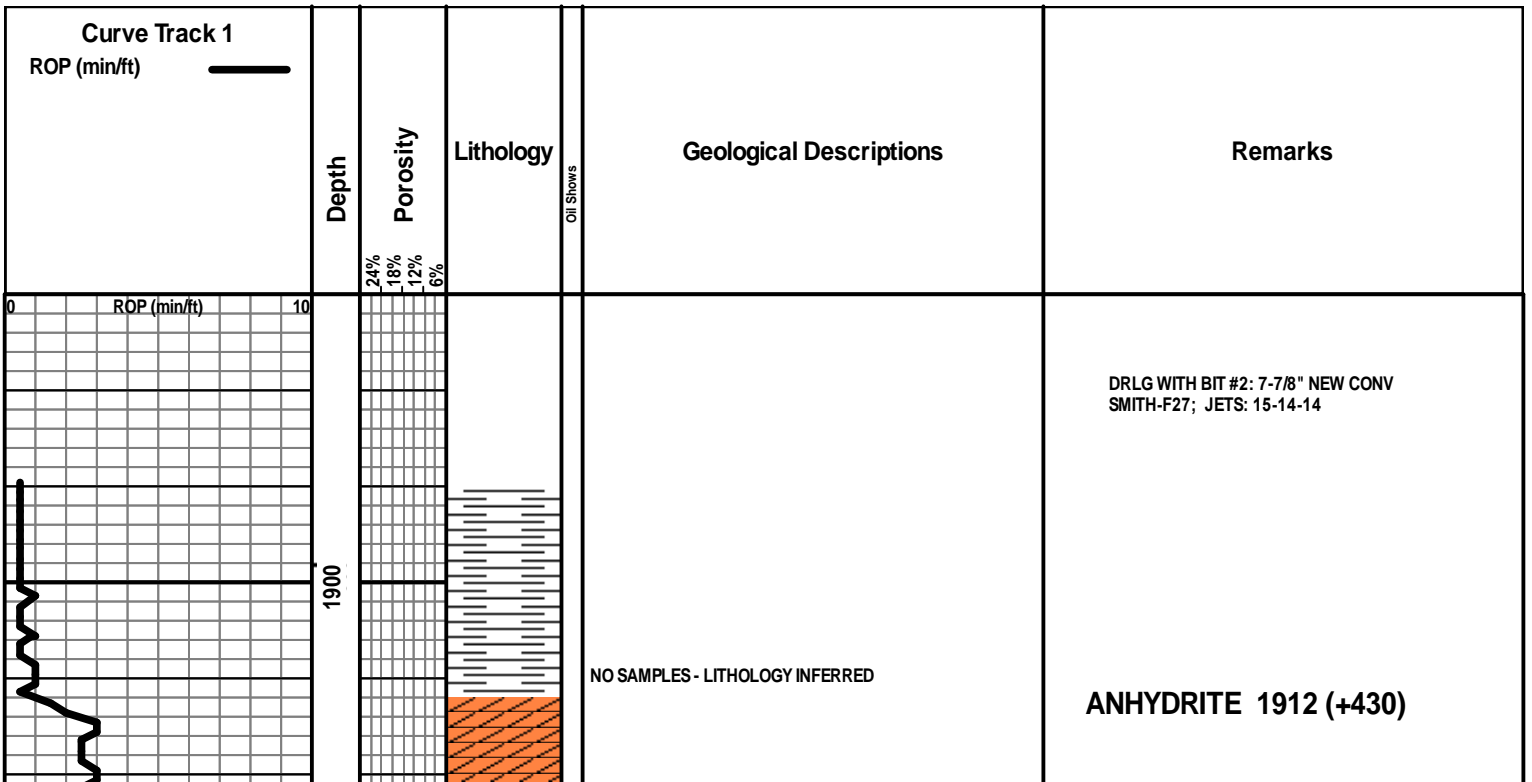 Curve Track 1
ROP (min/ft)
Depth
Porosity
24%
18%
12%
6%
Lithology
Oil Shows
Geological Descriptions
Remarks
0 ROP (min/ft) 10
DRLG WITH BIT #2: 7-7/8" NEW CONV
SMITH-F27; JETS: 15-14-14
1900
NO SAMPLES - LITHOLOGY INFERRED
ANHYDRITE 1912 (+430)